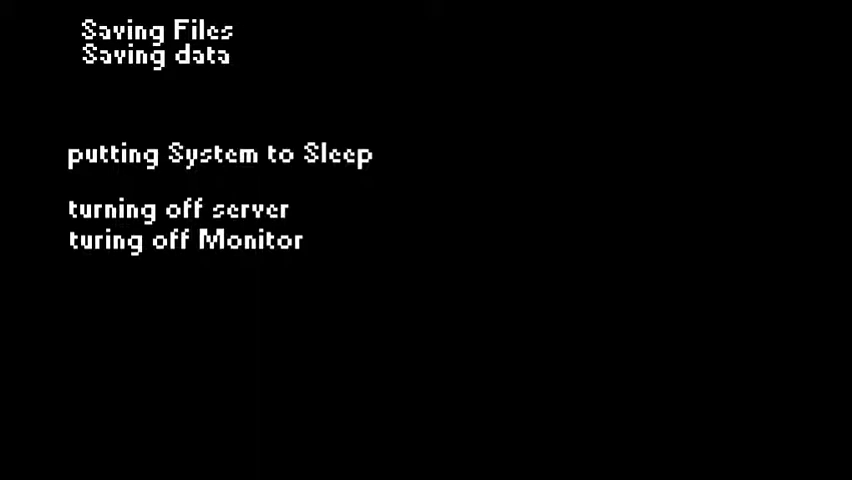 Saving Files
Saving data
putting System to Sleep
turning off server
turing off Monitor